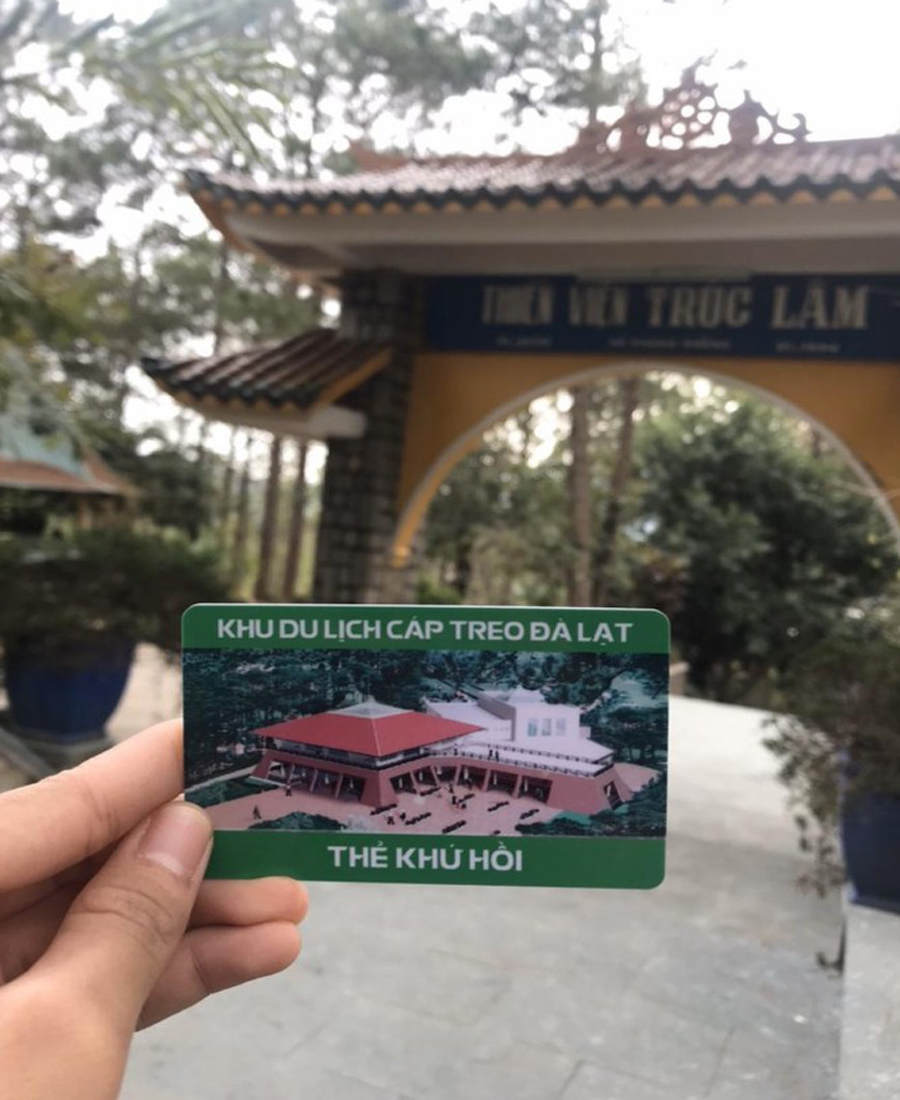 THIỀN VIỆN TRÚC LÂM
KHU DU LỊCH CÁP TREO ĐÀ LẠT
THẺ KHỨ HỒI